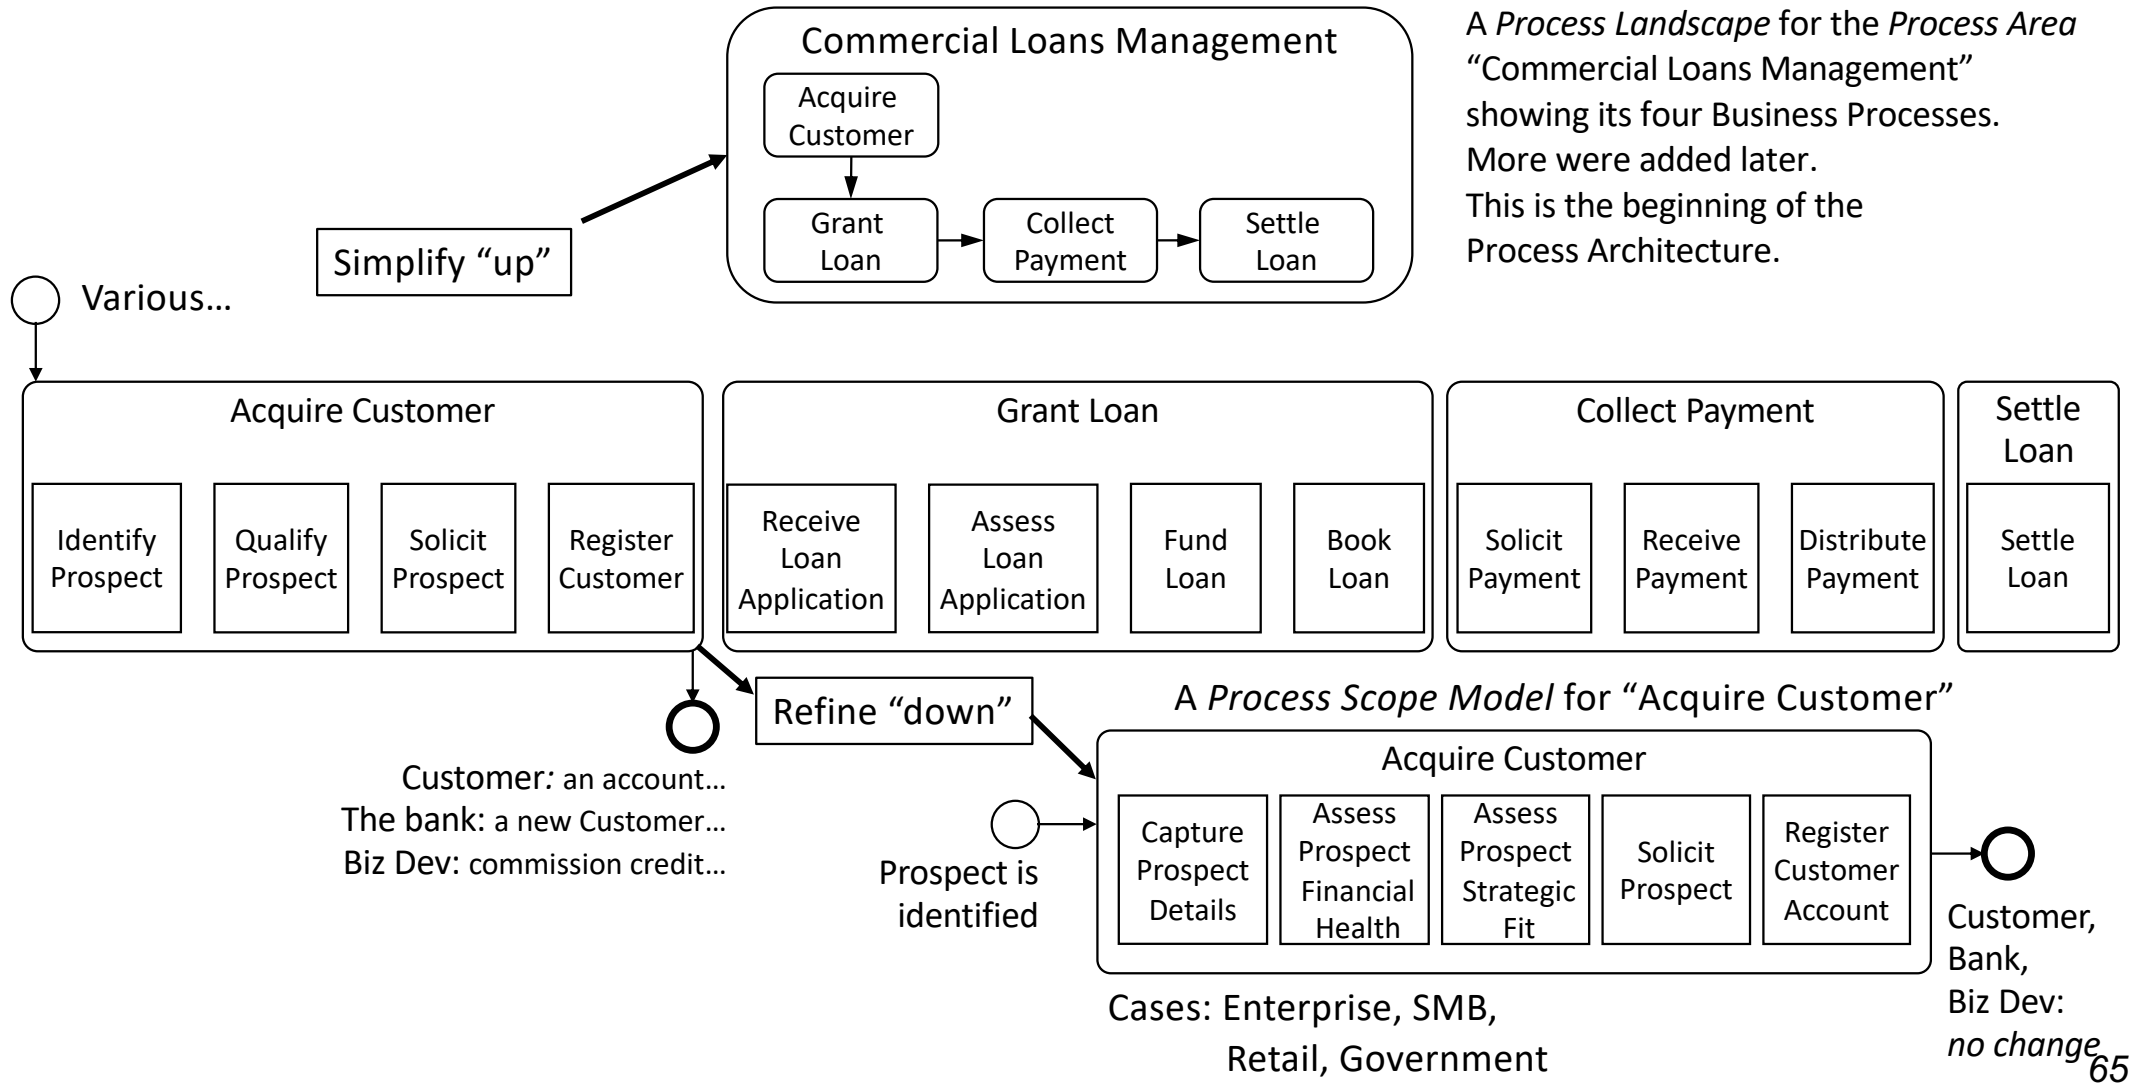 Commercial Loans Management
Acquire
Customer
Grant
Loan
Collect
Payment
Settle
Loan
A Process Landscape for the Process Area
“Commercial Loans Management”
showing its four Business Processes.
More were added later.
This is the beginning of the
Process Architecture.
Simplify “up”
Various…
Acquire Customer
Identify
Prospect
Qualify
Prospect
Solicit
Prospect
Register
Customer
Grant Loan
Receive
Loan
Application
Assess
Loan
Application
Fund
Loan
Book
Loan
Collect Payment
Solicit
Payment
Receive
Payment
Distribute
Payment
Settle
Loan
Settle
Loan
Customer: an account…
The bank: a new Customer…
Biz Dev: commission credit…
Refine “down”
A Process Scope Model for “Acquire Customer”
Prospect is
identified
Acquire Customer
Capture
Prospect
Details
Assess
Prospect
Financial
Health
Assess
Prospect
Strategic
Fit
Solicit
Prospect
Register
Customer
Account
Customer,
Bank,
Biz Dev:
no change
Cases: Enterprise, SMB,
Retail, Government
65